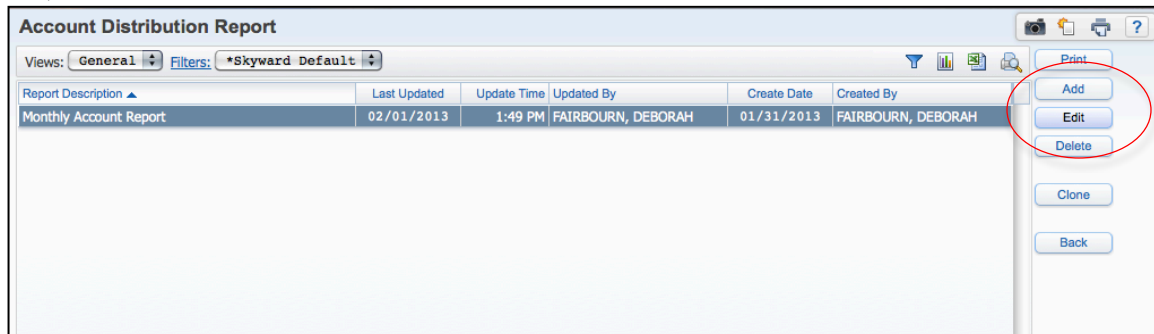 Account Distribution Report
?
Views: General Filters: *Skyward Default
Print
Report Description Last Updated Update Time Updated By Create Date Created By
Add
Monthly Account Report 02/01/2013 1:49 PM FAIRBOURN, DEBORAH 01/31/2013 FAIRBOURN, DEBORAH
Edit
Delete
Clone
Back